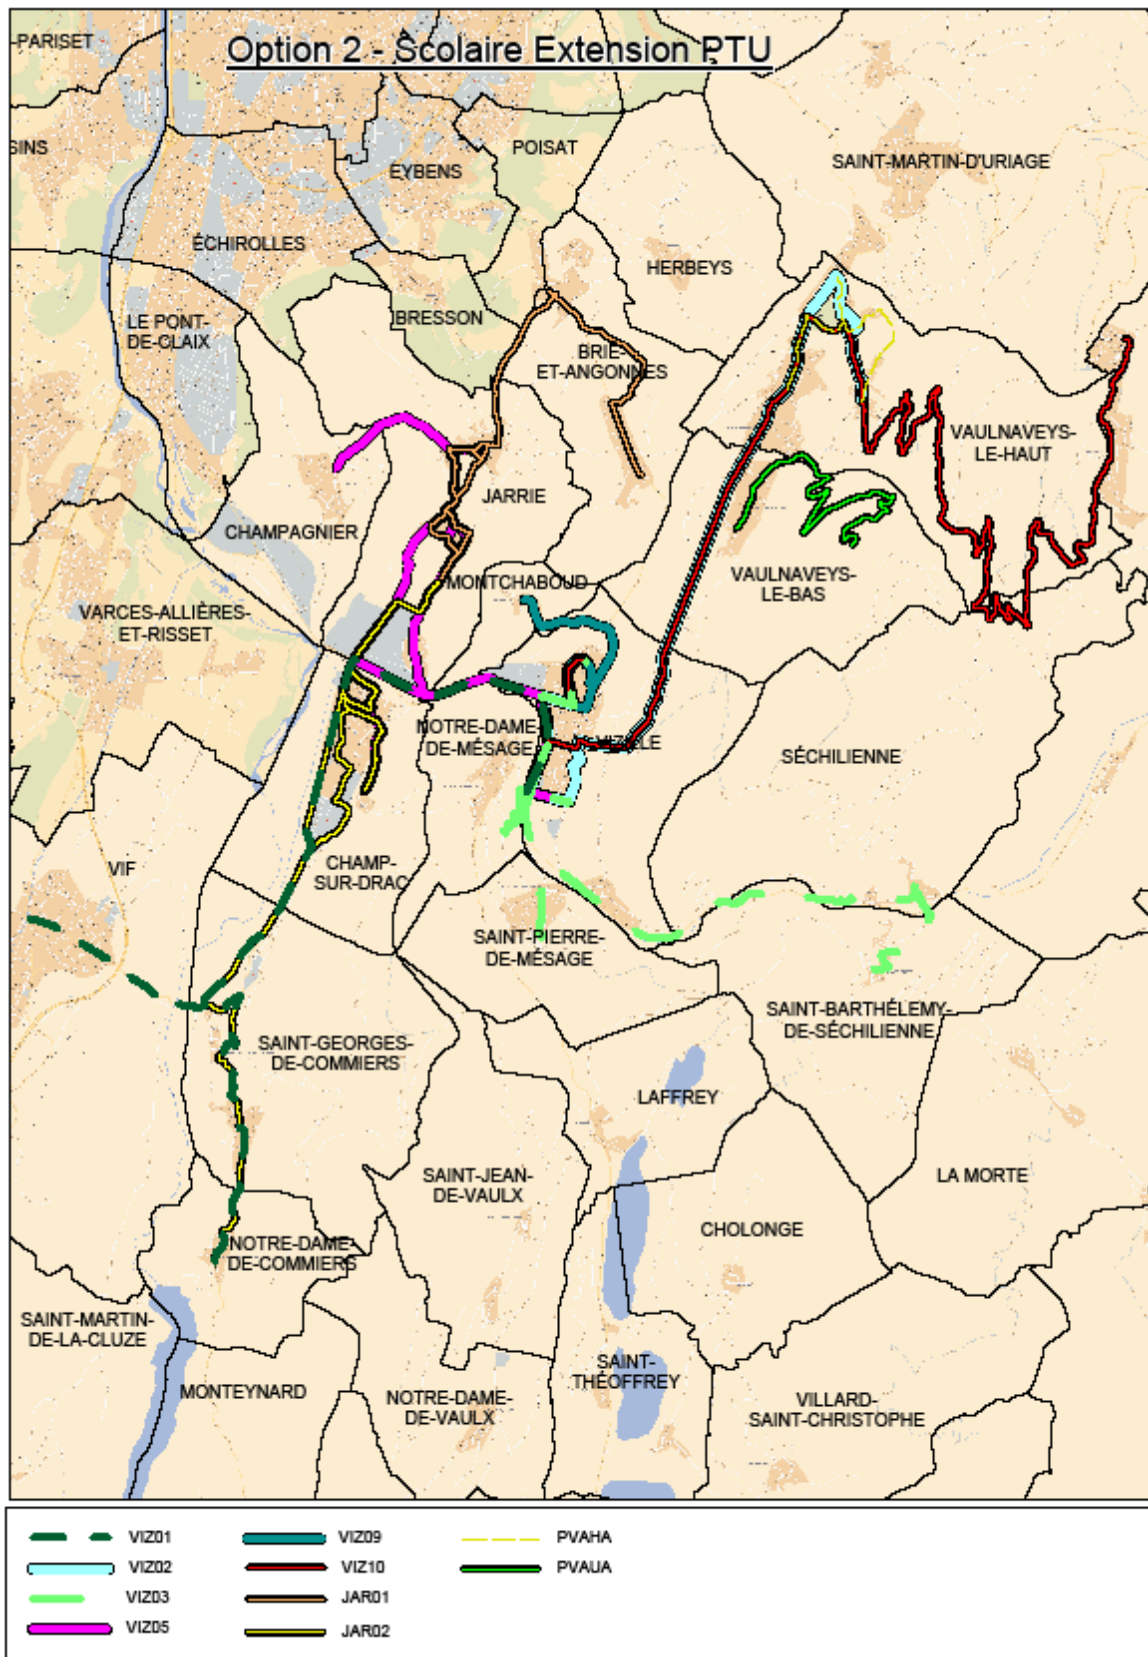 Option 2 - Scolaire Extension PTU
-PARISET
SINS
EYBENS
POISAT
SAINT-MARTIN-D'URIAGE
ÉCHIROLLES
HERBEYS
LE PONT-
DE-CLAIX
BRESSON
BRIE-
ET-ANGONNES
VAULNAVEYS-
LE-HAUT
JARRIE
CHAMPAGNIER
MONTCHABOUD
VAULNAVEYS-
LE-BAS
VARCES-ALLIÈRES-
ET-RISSET
NOTRE-DAME-
DE-MÉSAGE
SÉCHILIENNE
VIF
CHAMP-
SUR-DRAC
SAINT-PIERRE-
DE-MÉSAGE
SAINT-BARTHÉLEMY-
DE-SÉCHILIENNE
SAINT-GEORGES-
DE-COMMIERS
LAFFREY
SAINT-JEAN-
DE-VAULX
LA MORTE
CHOLONGE
NOTRE-DAME-
DE-COMMIERS
SAINT-MARTIN-
DE-LA-CLUZE
SAINT-
THÉOFFREY
MONTEYNARD
NOTRE-DAME-
DE-VAULX
VILLARD-
SAINT-CHRISTOPHE
VIZ01
VIZ02
VIZ03
VIZ05
VIZ09
VIZ10
JAR01
JAR02
PVAHA
PVAUA